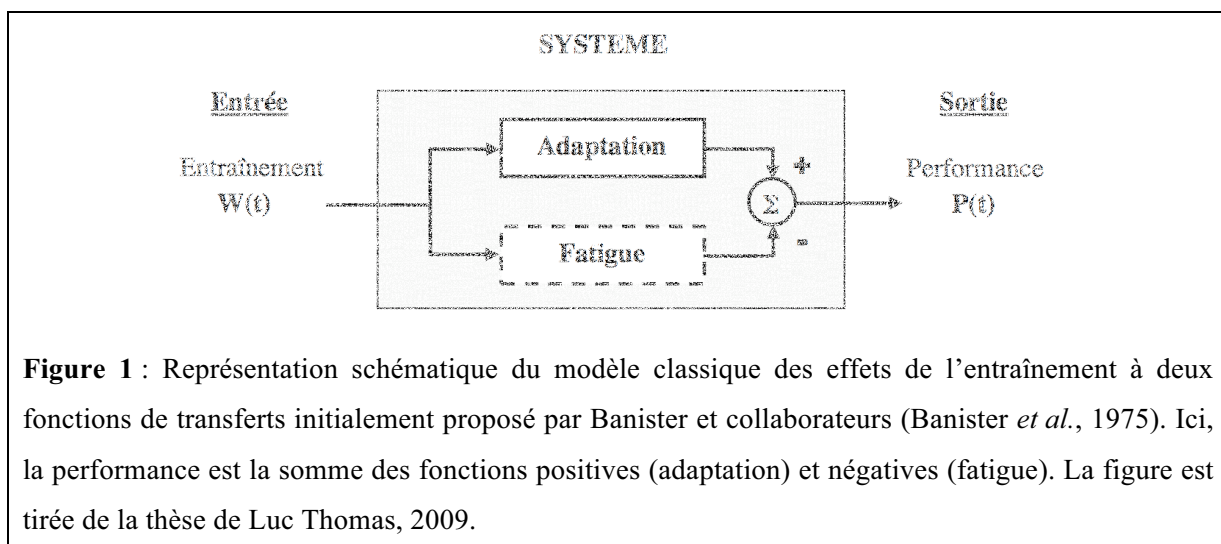 SYSTEME
Entrée
Sortie
Entraînement
W(t)
Adaptation
+
Σ
Performance
P(t)
Fatigue
-
Figure 1 : Représentation schématique du modèle classique des effets de l’entraînement à deux
fonctions de transferts initialement proposé par Banister et collaborateurs (Banister et al., 1975). Ici,
la performance est la somme des fonctions positives (adaptation) et négatives (fatigue). La figure est
tirée de la thèse de Luc Thomas, 2009.